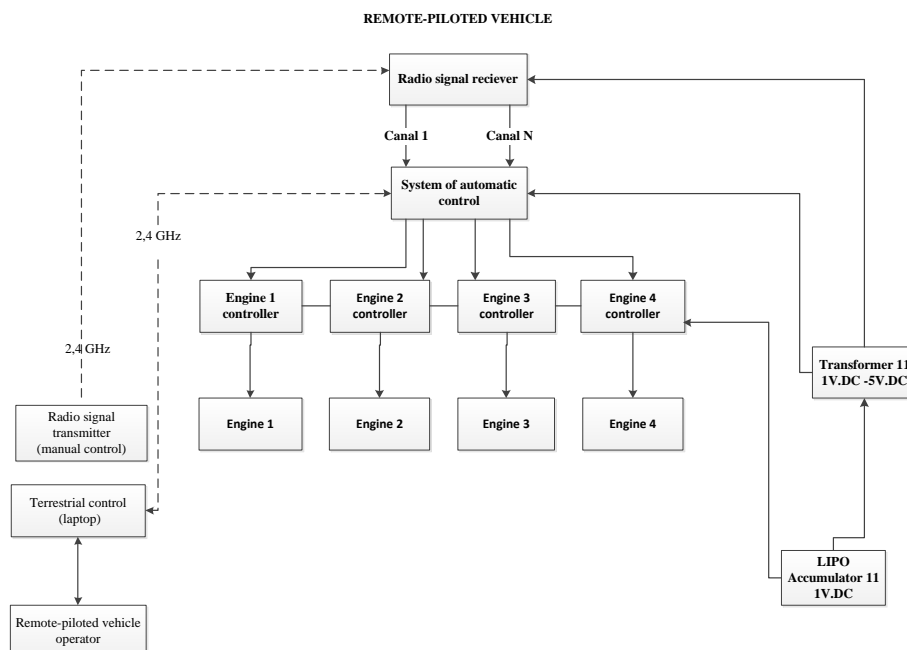 REMOTE-PILOTED VEHICLE
Radio signal reciever
Canal 1
Canal N
System of automatic
control
2,4 GHz
Engine 1
controller
Engine 2
controller
Engine 3
controller
Engine 4
controller
2,4 GHz
Transformer 11
1V.DC -5V.DC
Radio signal
transmitter
(manual control)
Engine 1
Engine 2
Engine 3
Engine 4
Terrestrial control
(laptop)
LIPO
Accumulator 11
1V.DC
Remote-piloted vehicle
operator